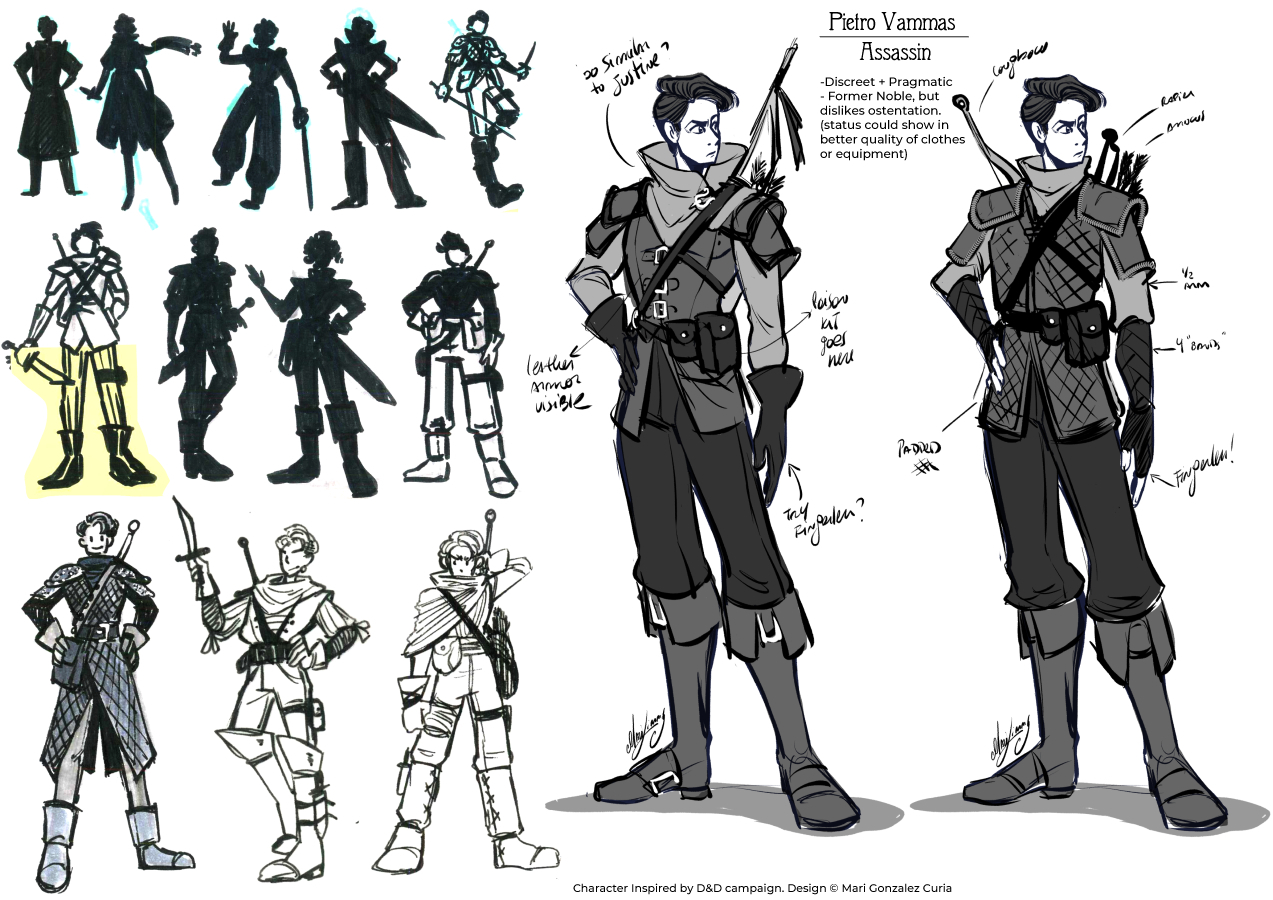 Pietro Vammas
Assassin
-Discreet + Pragmatic
- Former Noble, but
dislikes ostentation.
(status could show in
better quality of clothes
or equipment)
so similar
to Justine?
leather
armor
visible
Poison
kit
goes
here
Try
Fingerless?
Longbow
Rapier
Arrows
1/2
arm
Padded
Fingerless!
Character Inspired by D&D campaign. Design © Mari Gonzalez Curia